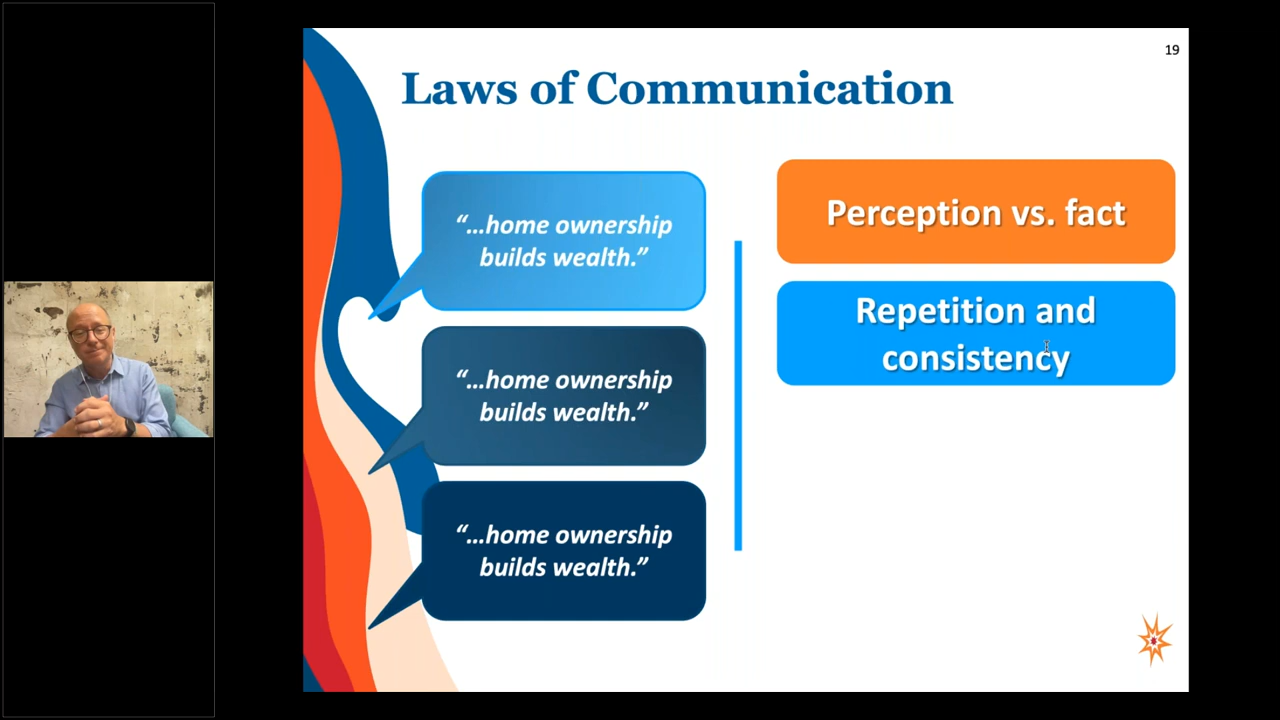 19
Laws of Communication
“...home ownership
builds wealth.”
“...home ownership
builds wealth.”
“...home ownership
builds wealth.”
Perception vs. fact
Repetition and
consistency